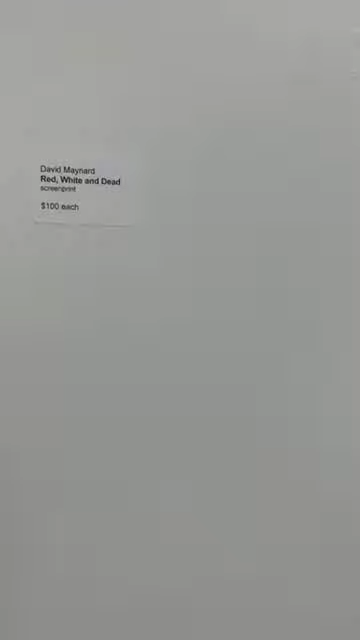 David Maynard
Red, White and Dead
screenprint
$100 each